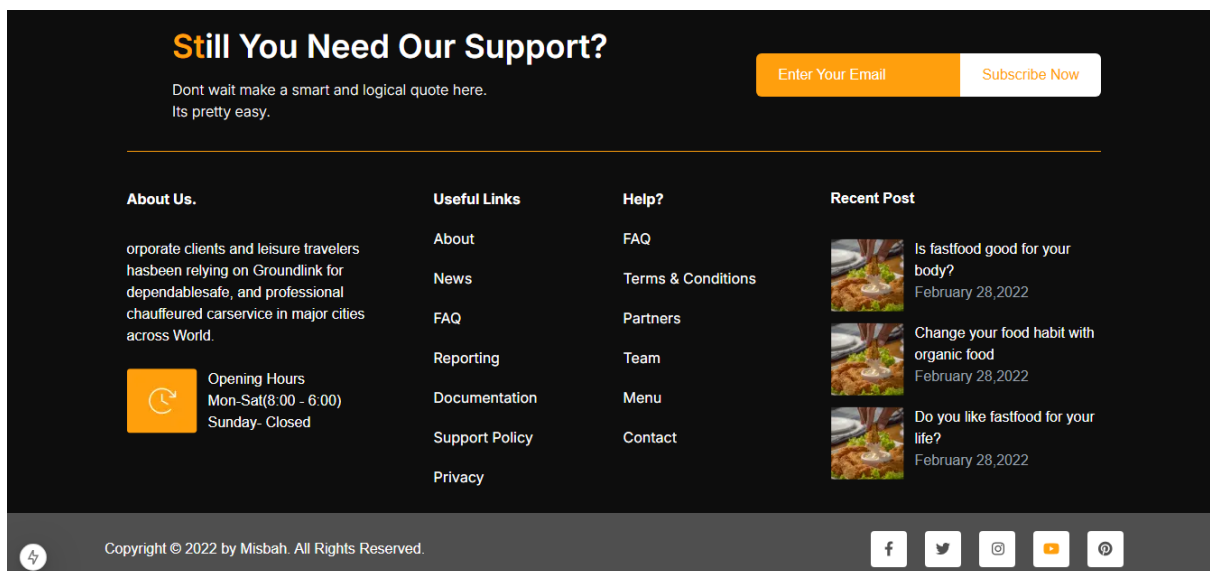 Still You Need Our Support?
Dont wait make a smart and logical quote here.
Its pretty easy.
Enter Your Email
Subscribe Now
About Us.
orporate clients and leisure travelers
hasbeen relying on Groundlink for
dependablesafe, and professional
chauffeured carservice in major cities
across World.
Opening Hours
Mon-Sat(8:00 - 6:00)
Sunday- Closed
Useful Links
About
News
FAQ
Reporting
Documentation
Support Policy
Privacy
Help?
FAQ
Terms & Conditions
Partners
Team
Menu
Contact
Recent Post
Is fastfood good for your
body?
February 28,2022
Change your food habit with
organic food
February 28,2022
Do you like fastfood for your
life?
February 28,2022
Copyright © 2022 by Misbah. All Rights Reserved.